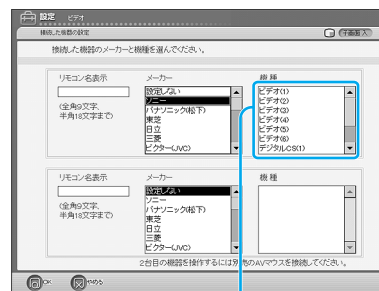 設定 ビデオ
接続した機器の設定
子画面 入
接続した機器のメーカーと機種を選んでください。
リモコン名表示
メーカー
機種
設定しない
ソニー
パナソニック(松下)
東芝
日立
三菱
ビクター(JVC)
ビデオ(1)
ビデオ(2)
ビデオ(3)
ビデオ(4)
ビデオ(5)
ビデオ(6)
デジタルCS(1)
(全角9文字、
半角18文字まで)
リモコン名表示
メーカー
機種
設定しない
ソニー
パナソニック(松下)
東芝
日立
三菱
ビクター(JVC)
(全角9文字、
半角18文字まで)
2台目の機器を操作するには別売のAVマウスを接続してください。
OK
やめる